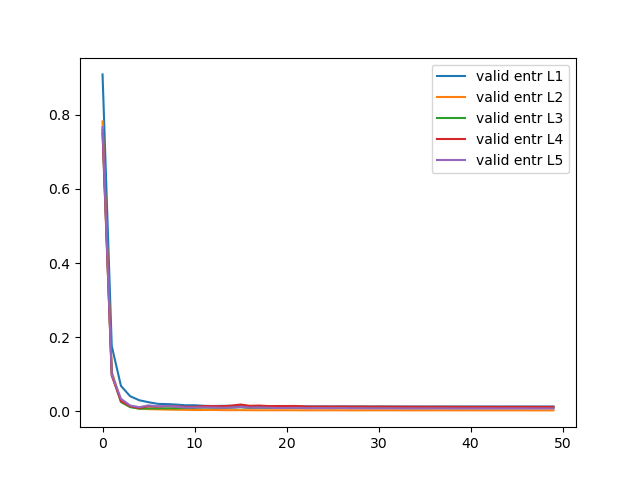 valid entr L1
valid entr L2
valid entr L3
valid entr L4
valid entr L5
0.8
0.6
0.4
0.2
0.0
0 10 20 30 40 50